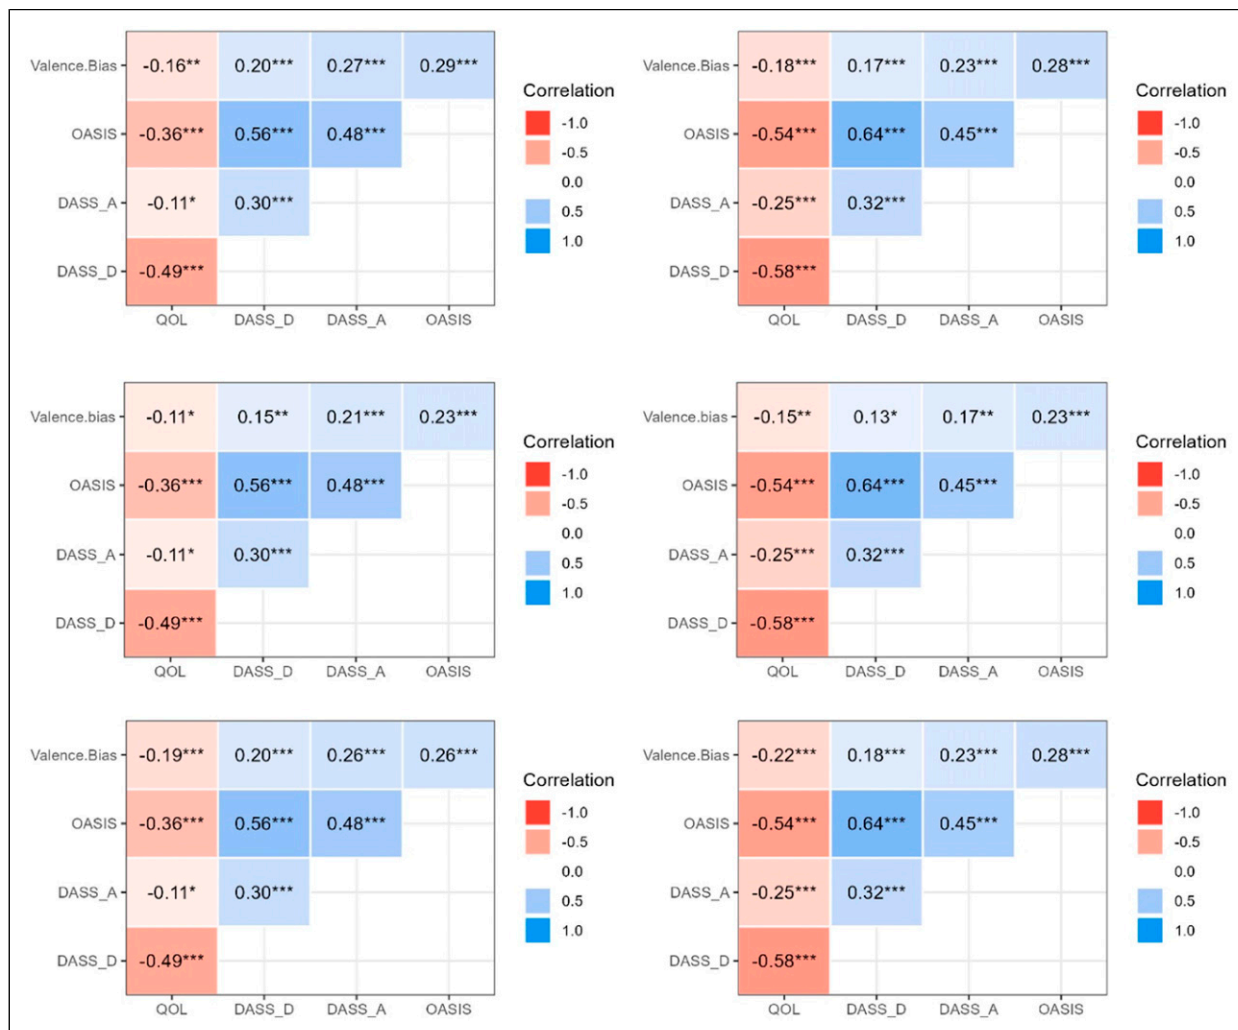 Valence.Bias -0.16** 0.20*** 0.27*** 0.29***
OASIS -0.36*** 0.56*** 0.48***
DASS_A -0.11* 0.30***
DASS_D -0.49***
QOL DASS_D DASS_A OASIS
Correlation
-1.0
-0.5
0.0
0.5
1.0
Valence.Bias -0.18*** 0.17*** 0.23*** 0.28***
OASIS -0.54*** 0.64*** 0.45***
DASS_A -0.25*** 0.32***
DASS_D -0.58***
QOL DASS_D DASS_A OASIS
Correlation
-1.0
-0.5
0.0
0.5
1.0
Valence.bias -0.11* 0.15** 0.21*** 0.23***
OASIS -0.36*** 0.56*** 0.48***
DASS_A -0.11* 0.30***
DASS_D -0.49***
QOL DASS_D DASS_A OASIS
Correlation
-1.0
-0.5
0.0
0.5
1.0
Valence.bias -0.15** 0.13* 0.17** 0.23***
OASIS -0.54*** 0.64*** 0.45***
DASS_A -0.25*** 0.32***
DASS_D -0.58***
QOL DASS_D DASS_A OASIS
Correlation
-1.0
-0.5
0.0
0.5
1.0
Valence.Bias -0.19*** 0.20*** 0.26*** 0.26***
OASIS -0.36*** 0.56*** 0.48***
DASS_A -0.11* 0.30***
DASS_D -0.49***
QOL DASS_D DASS_A OASIS
Correlation
-1.0
-0.5
0.0
0.5
1.0
Valence.Bias -0.22*** 0.18*** 0.23*** 0.28***
OASIS -0.54*** 0.64*** 0.45***
DASS_A -0.25*** 0.32***
DASS_D -0.58***
QOL DASS_D DASS_A OASIS
Correlation
-1.0
-0.5
0.0
0.5
1.0